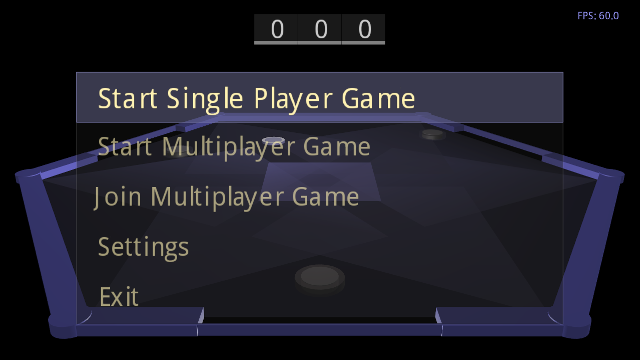 0 0 0
FPS: 60.0
Start Single Player Game
Start Multiplayer Game
Join Multiplayer Game
Settings
Exit